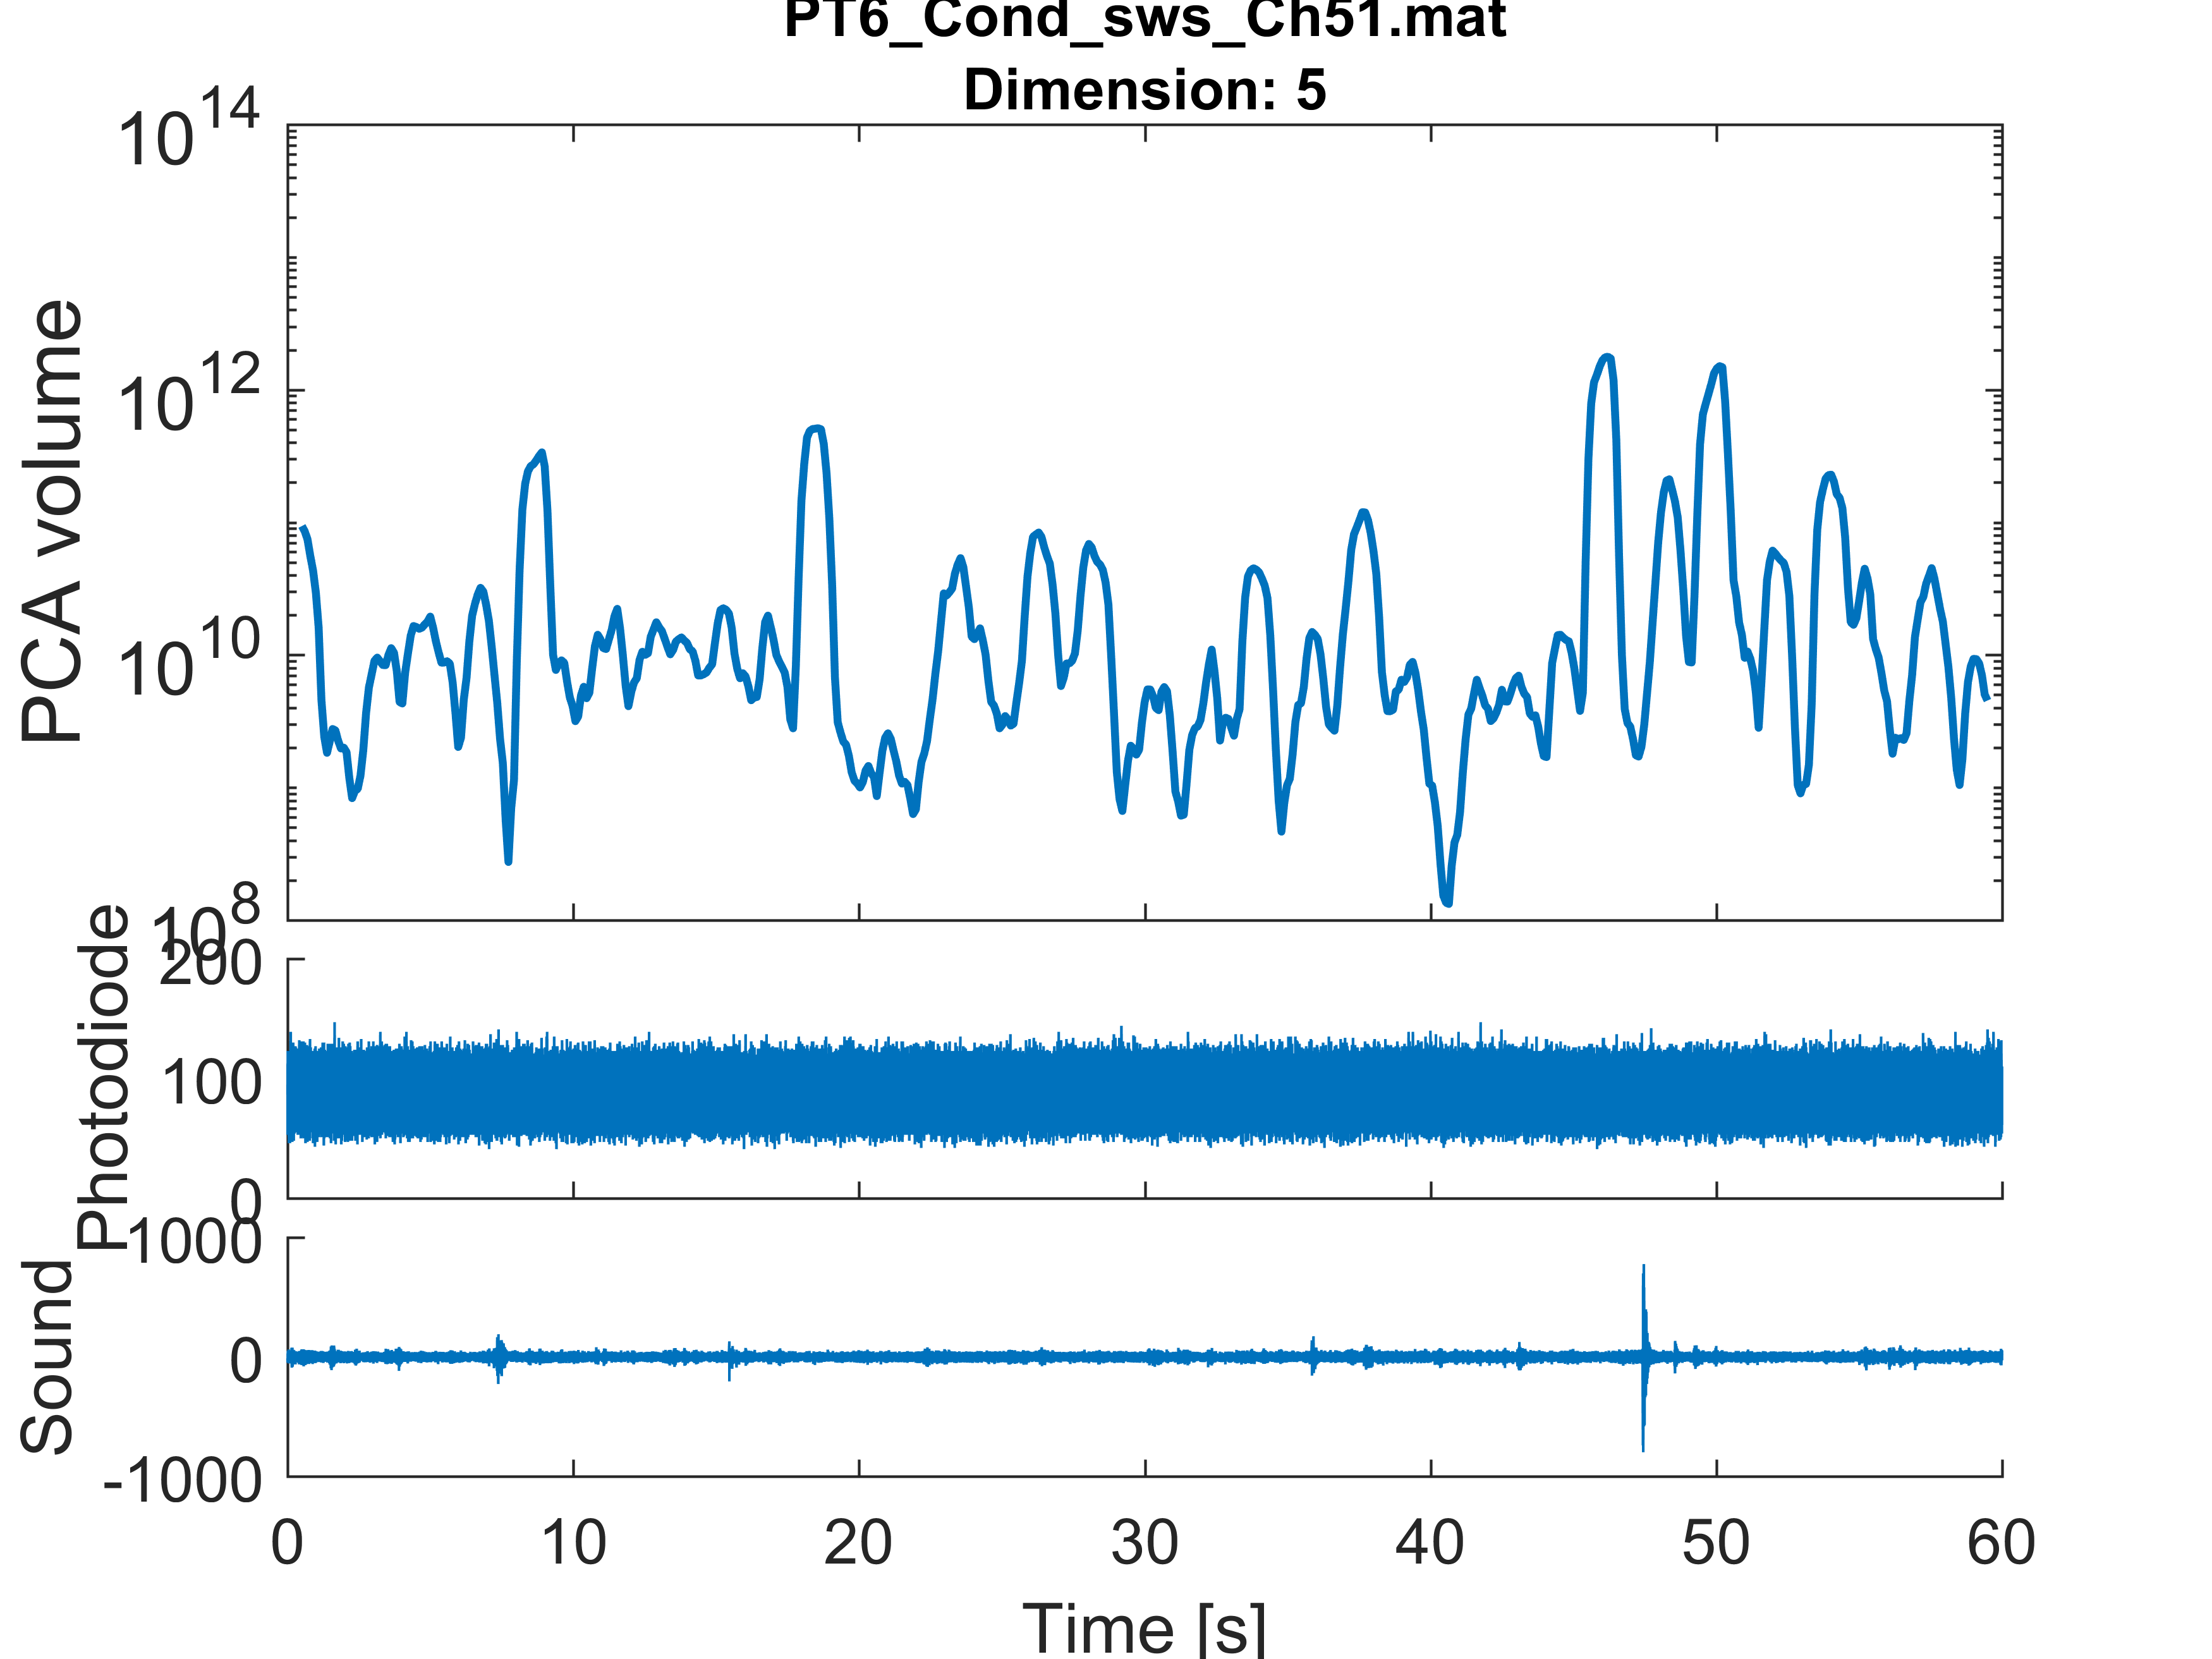 PT6_Cond_sws_Ch51.mat
Dimension: 5
10^14
10^12
10^10
10^8
PCA volume
200
100
0
Photodiode
1000
0
-1000
Sound
0 10 20 30 40 50 60
Time [s]